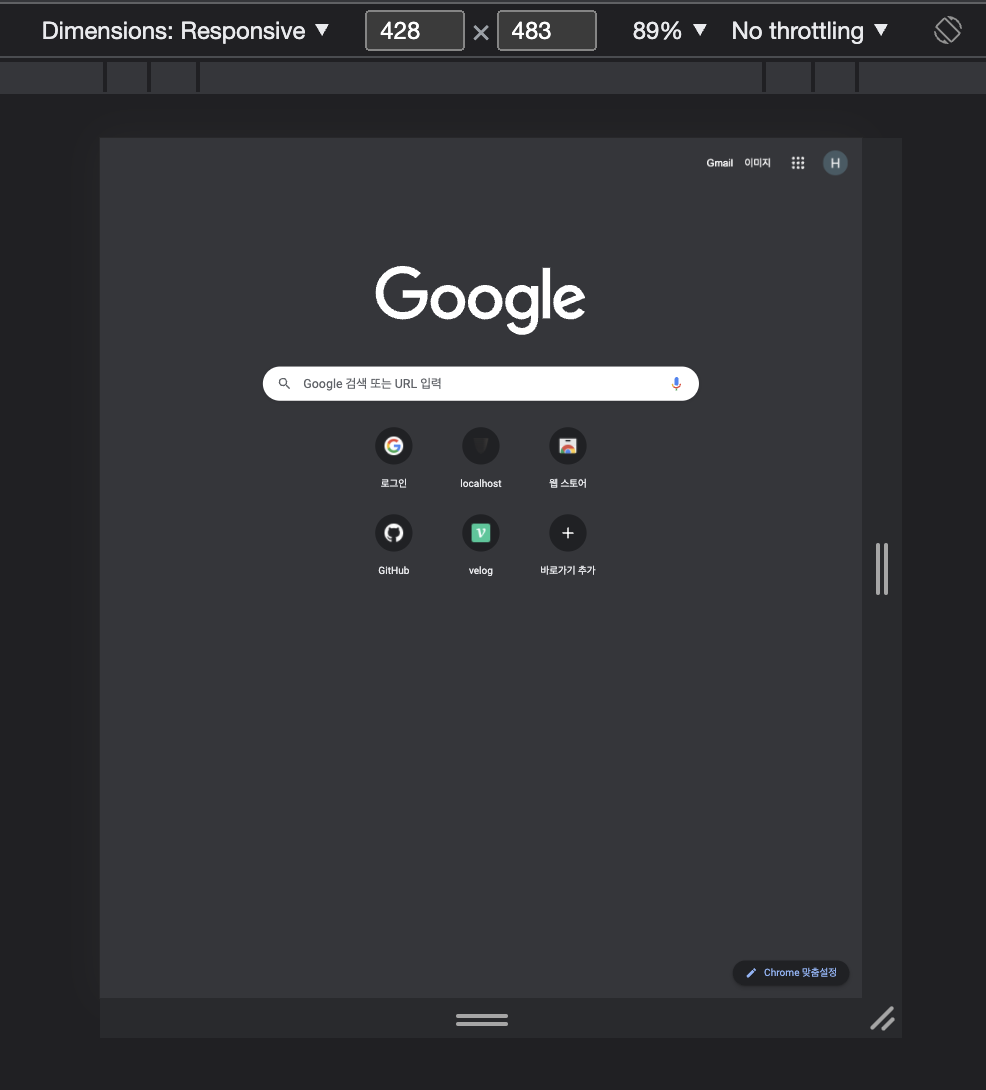 Dimensions: Responsive ▼ 428 × 483 89% ▼ No throttling ▼
Gmail 이미지 H
Google
Google 검색 또는 URL 입력
로그인 localhost 웹 스토어
GitHub velog 바로가기 추가
Chrome 맞춤설정